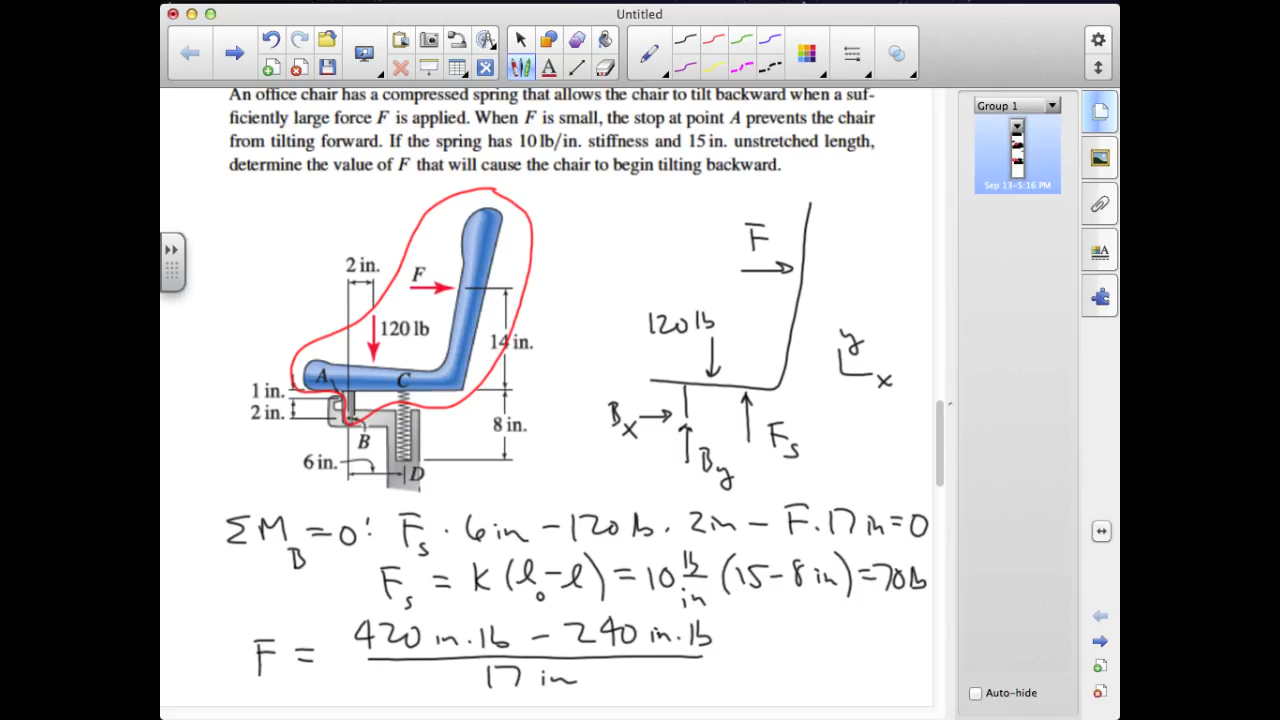 Untitled
An office chair has a compressed spring that allows the chair to tilt backward when a suf-
ficiently large force F is applied. When F is small, the stop at point A prevents the chair
from tilting forward. If the spring has 10 lb/in. stiffness and 15 in. unstretched length,
determine the value of F that will cause the chair to begin tilting backward.
Group 1
Sep 13-5:16 PM
2 in.
F
120 lb
14 in.
A
C
1 in.
2 in.
8 in.
B
6 in.
D
F
120 lb
y
x
Bx
By
Fs
ΣM_B = 0: Fs · 6 in − 120 lb · 2 in − F · 17 in = 0
Fs = K (l₀ − l) = 10 lb/in (15 − 8 in) = 70 lb
F = 420 in·lb − 240 in·lb
17 in
Auto-hide